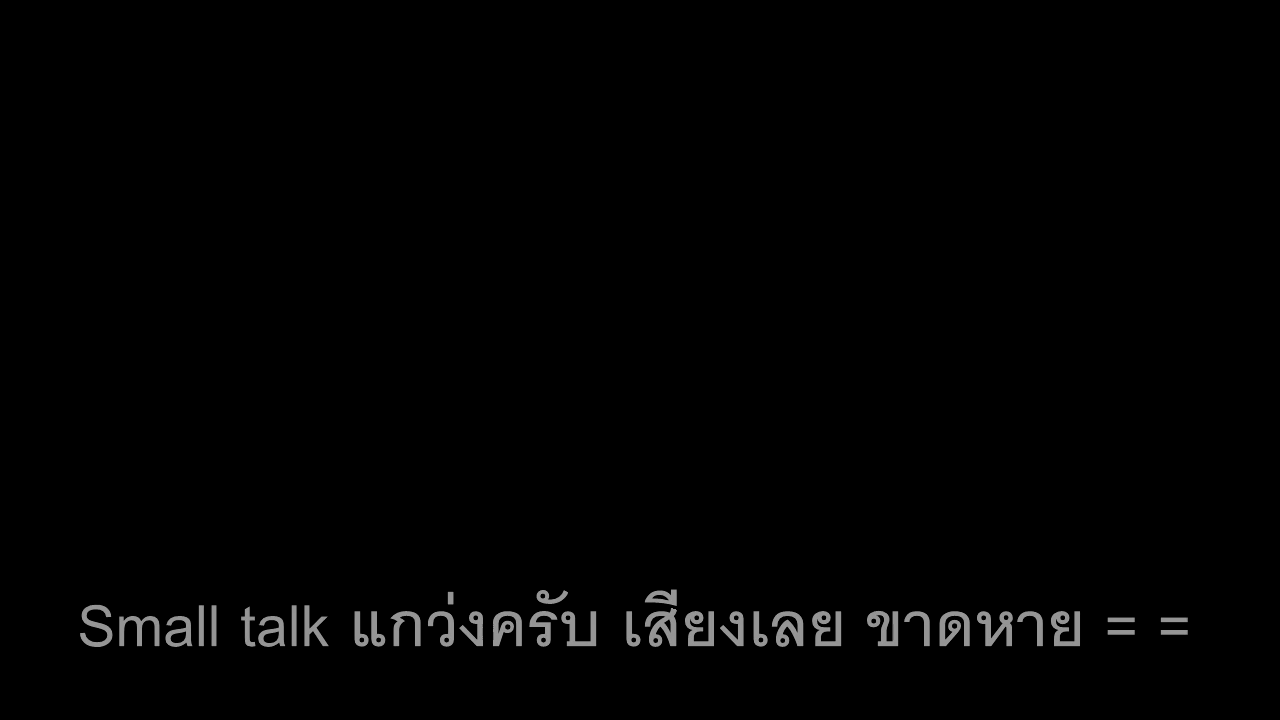 Small talk แกว่งครับ เสียงเลย ขาดหาย = =